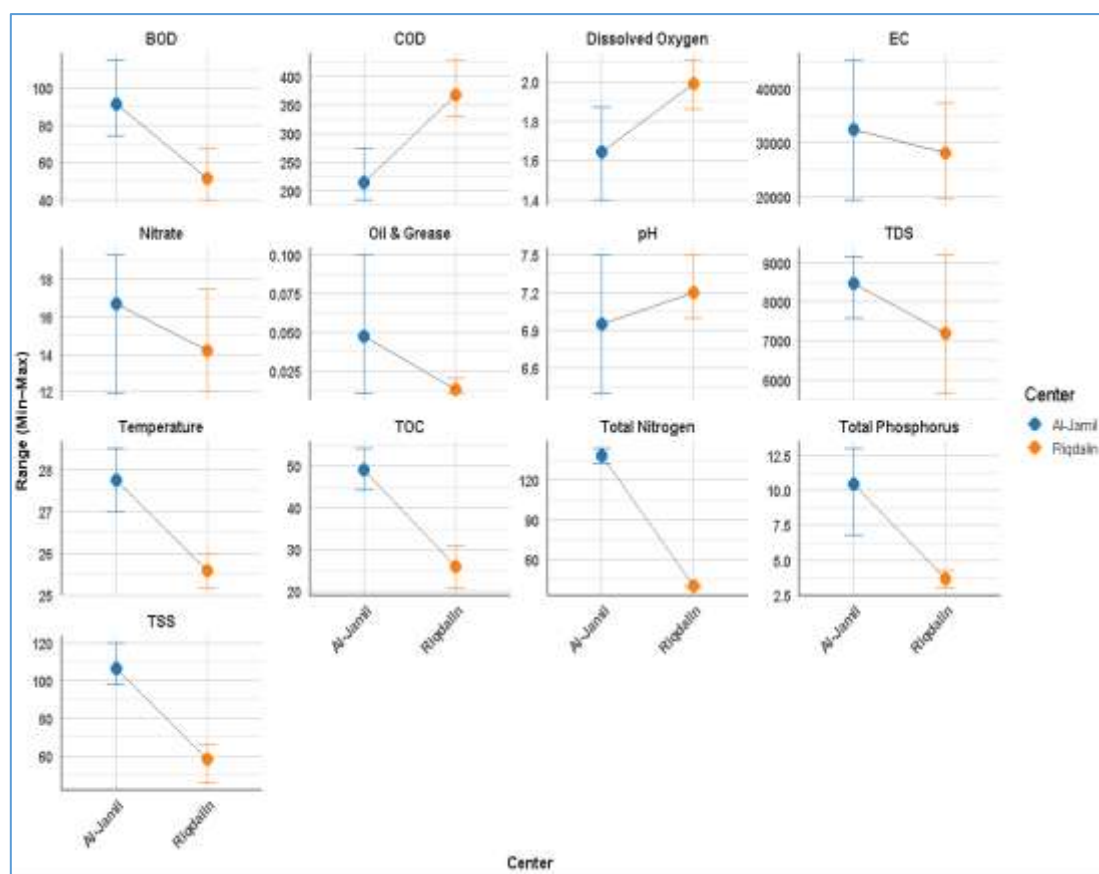 BOD
COD
Dissolved Oxygen
EC
100
80
60
40
400
350
300
250
200
2.0
1.8
1.6
1.4
40000
30000
20000
Nitrate
Oil & Grease
pH
TDS
18
16
14
12
0.100
0.075
0.050
0.025
7.5
7.2
6.9
6.6
9000
8000
7000
6000
Temperature
TOC
Total Nitrogen
Total Phosphorus
28
27
26
25
50
40
30
20
120
90
60
12.5
10.0
7.5
5.0
2.5
Al-Jamil
Riqdalin
Al-Jamil
Riqdalin
Al-Jamil
Riqdalin
TSS
120
100
80
60
Al-Jamil
Riqdalin
Range (Min–Max)
Center
Center
Al-Jamil
Riqdalin